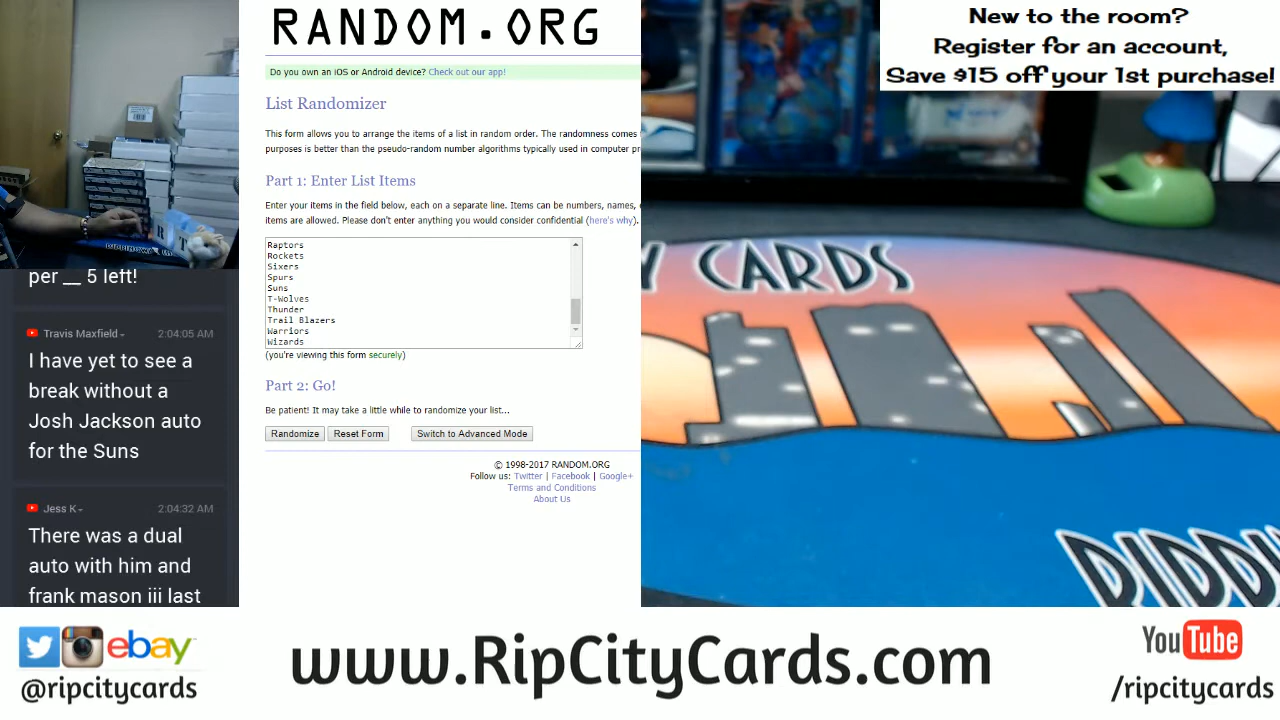 RANDOM.ORG
Do you own an iOS or Android device? Check out our app!
List Randomizer
This form allows you to arrange the items of a list in random order. The randomness comes
purposes is better than the pseudo-random number algorithms typically used in computer pr
Part 1: Enter List Items
Enter your items in the field below, each on a separate line. Items can be numbers, names,
items are allowed. Please don't enter anything you would consider confidential (here's why).
Raptors
Rockets
Sixers
Spurs
Suns
T-Wolves
Thunder
Trail Blazers
Warriors
Wizards
(you're viewing this form securely)
Part 2: Go!
Be patient! It may take a little while to randomize your list...
Randomize Reset Form Switch to Advanced Mode
© 1998-2017 RANDOM.ORG
Follow us: Twitter | Facebook | Google+
Terms and Conditions
About Us
per __ 5 left!
Travis Maxfield 2:04:05 AM
I have yet to see a
break without a
Josh Jackson auto
for the Suns
Jess K 2:04:32 AM
There was a dual
auto with him and
frank mason iii last
New to the room?
Register for an account,
Save $15 off your 1st purchase!
Y CARDS
RIPPI
ebay
@ripcitycards
www.RipCityCards.com
YouTube
/ripcitycards